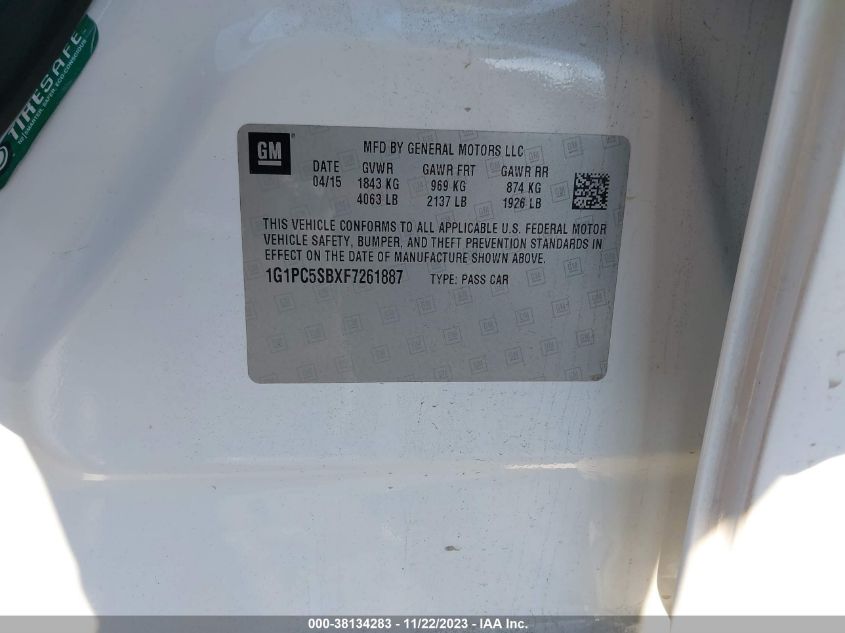 TIRESAFE
GM
MFD BY GENERAL MOTORS LLC
DATE GVWR GAWR FRT GAWR RR
04/15 1843 KG 969 KG 874 KG
4063 LB 2137 LB 1926 LB
THIS VEHICLE CONFORMS TO ALL APPLICABLE U.S. FEDERAL MOTOR
VEHICLE SAFETY, BUMPER, AND THEFT PREVENTION STANDARDS IN
EFFECT ON THE DATE OF MANUFACTURE SHOWN ABOVE.
1G1PC5SBXF7261887 TYPE: PASS CAR
000-38134283 - 11/22/2023 - IAA Inc.